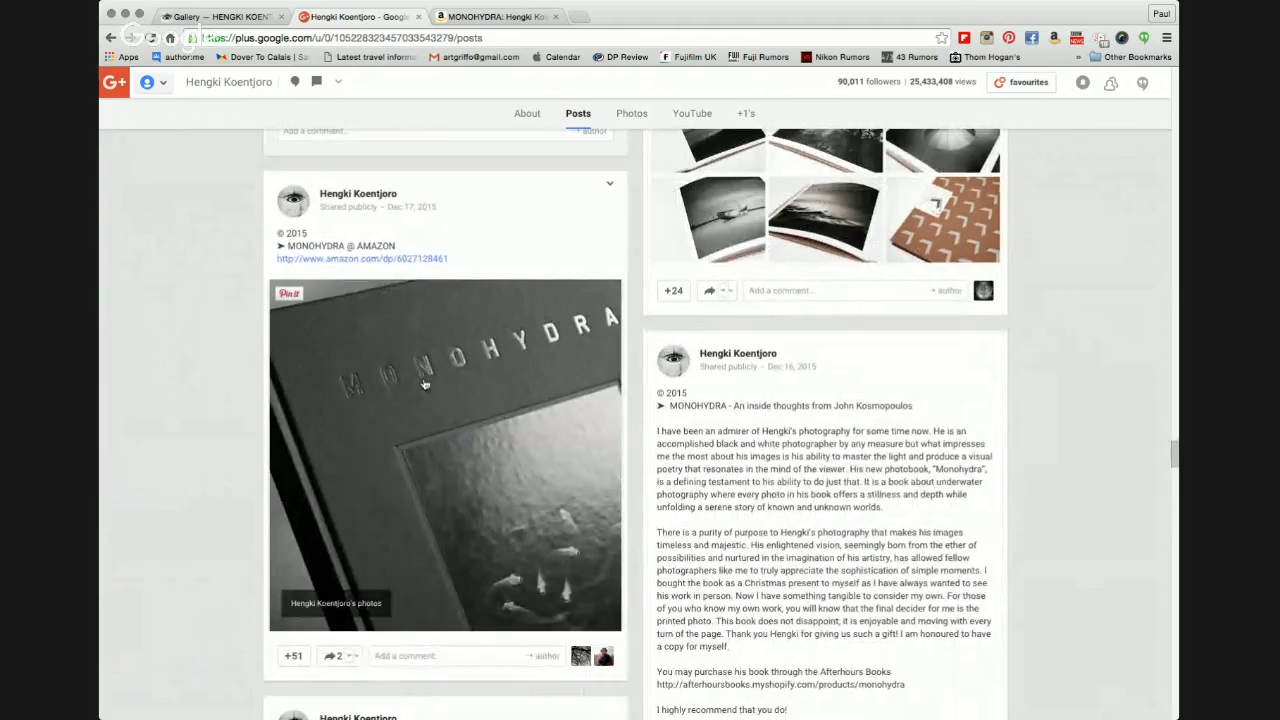 Gallery — HENGKI KOENT
Hengki Koentjoro - Google
MONOHYDRA: Hengki Ko
Paul
https://plus.google.com/u/0/105228323457033543279/posts
Apps
author:me
Dover To Calais | Tra
Latest travel informa
artgriffo@gmail.com
Calendar
DP Review
Fujifilm UK
Fuji Rumors
Nikon Rumors
43 Rumors
Thom Hogan's
»
Other Bookmarks
G+
Hengki Koentjoro
90,011 followers | 25,433,408 views
favourites
About
Posts
Photos
YouTube
+1's
Add a comment...
author
Hengki Koentjoro
Shared publicly - Dec 17, 2015
© 2015
➤ MONOHYDRA @ AMAZON
http://www.amazon.com/dp/6027128461
Pin it
MONOHYDRA
Hengki Koentjoro's photos
+51
2
Add a comment.
author
Hengki Koentjoro
+24
Add a comment...
author
Hengki Koentjoro
Shared publicly - Dec 16, 2015
© 2015
➤ MONOHYDRA - An inside thoughts from John Kosmopoulos
I have been an admirer of Hengki's photography for some time now. He is an
accomplished black and white photographer by any measure but what impresses
me the most about his images is his ability to master the light and produce a visual
poetry that resonates in the mind of the viewer. His new photobook, "Monohydra",
is a defining testament to his ability to do just that. It is a book about underwater
photography where every photo in his book offers a stillness and depth while
unfolding a serene story of known and unknown worlds.
There is a purity of purpose to Hengki's photography that makes his images
timeless and majestic. His enlightened vision, seemingly born from the ether of
possibilities and nurtured in the imagination of his artistry, has allowed fellow
photographers like me to truly appreciate the sophistication of simple moments. I
bought the book as a Christmas present to myself as I have always wanted to see
his work in person. Now I have something tangible to consider my own. For those
of you who know my own work, you will know that the final decider for me is the
printed photo. This book does not disappoint; it is enjoyable and moving with every
turn of the page. Thank you Hengki for giving us such a gift! I am honoured to have
a copy for myself.
You may purchase his book through the Afterhours Books
http://afterhoursbooks.myshopify.com/products/monohydra
I highly recommend that you do!